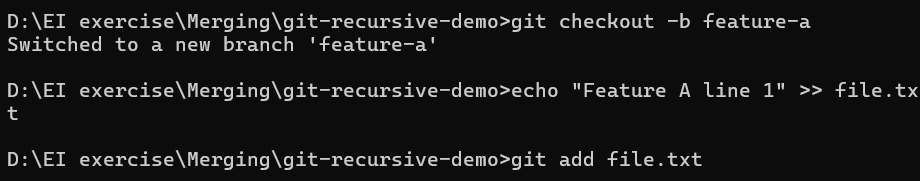 D:\EI exercise\Merging\git-recursive-demo>git checkout -b feature-a
Switched to a new branch 'feature-a'
D:\EI exercise\Merging\git-recursive-demo>echo "Feature A line 1" >> file.tx
t
D:\EI exercise\Merging\git-recursive-demo>git add file.txt